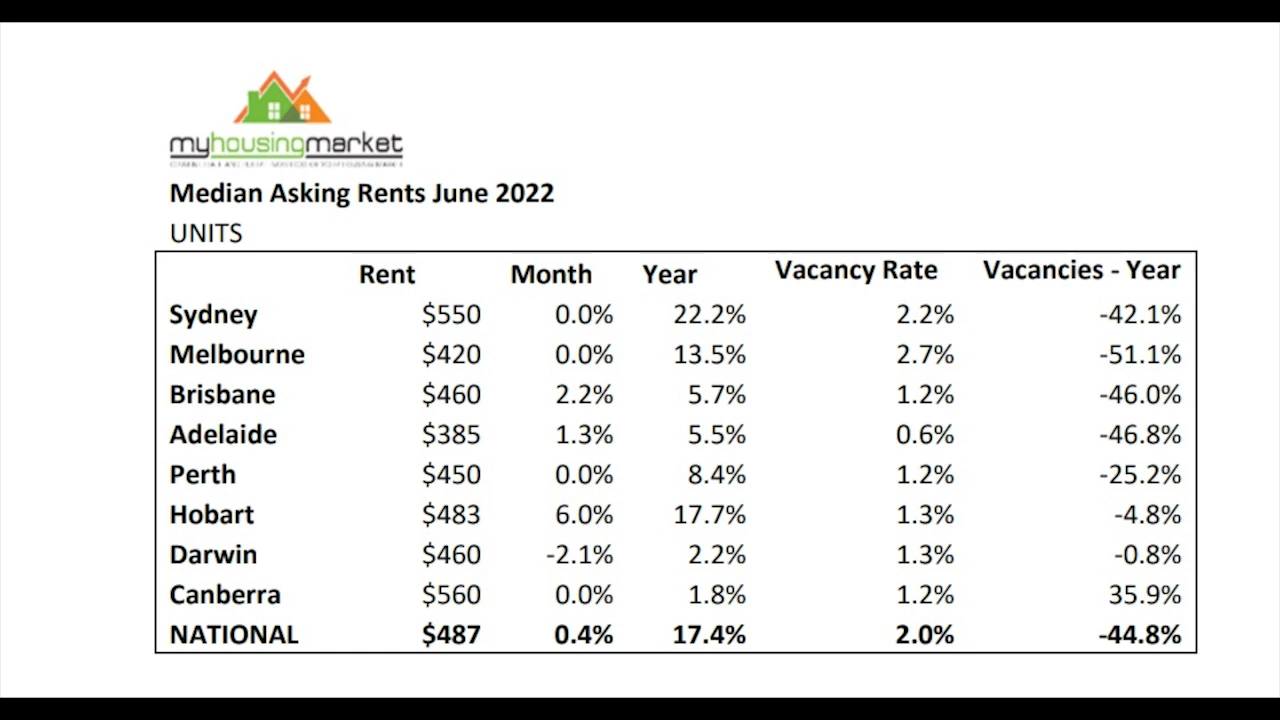 myhousingmarket
Median Asking Rents June 2022
UNITS
Rent Month Year Vacancy Rate Vacancies - Year
Sydney $550 0.0% 22.2% 2.2% -42.1%
Melbourne $420 0.0% 13.5% 2.7% -51.1%
Brisbane $460 2.2% 5.7% 1.2% -46.0%
Adelaide $385 1.3% 5.5% 0.6% -46.8%
Perth $450 0.0% 8.4% 1.2% -25.2%
Hobart $483 6.0% 17.7% 1.3% -4.8%
Darwin $460 -2.1% 2.2% 1.3% -0.8%
Canberra $560 0.0% 1.8% 1.2% 35.9%
NATIONAL $487 0.4% 17.4% 2.0% -44.8%